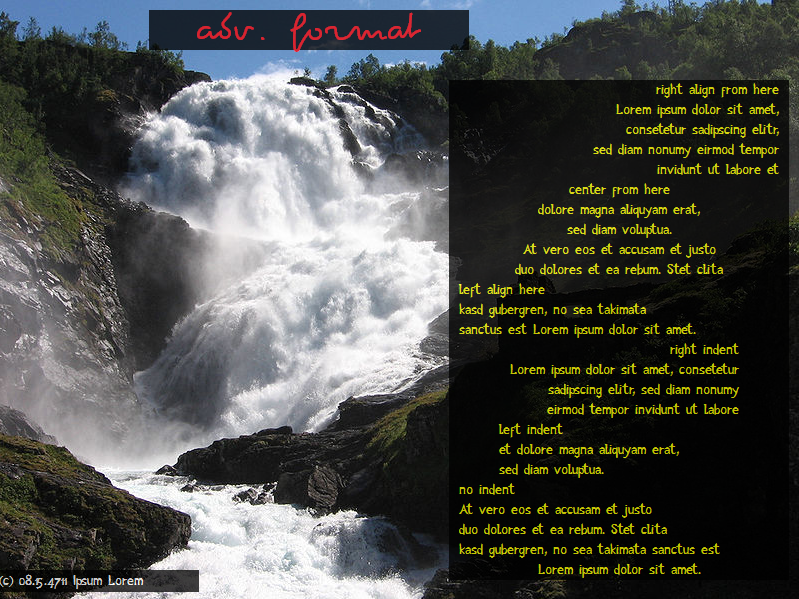 adv. format
right align from here
Lorem ipsum dolor sit amet,
consetetur sadipscing elitr,
sed diam nonumy eirmod tempor
invidunt ut labore et
center from here
dolore magna aliquyam erat,
sed diam voluptua.
At vero eos et accusam et justo
duo dolores et ea rebum. Stet clita
left align here
kasd gubergren, no sea takimata
sanctus est Lorem ipsum dolor sit amet.
right indent
Lorem ipsum dolor sit amet, consetetur
sadipscing elitr, sed diam nonumy
eirmod tempor invidunt ut labore
left indent
et dolore magna aliquyam erat,
sed diam voluptua.
no indent
At vero eos et accusam et justo
duo dolores et ea rebum. Stet clita
kasd gubergren, no sea takimata sanctus est
Lorem ipsum dolor sit amet.
(c) 08.15.4711 Ipsum Lorem